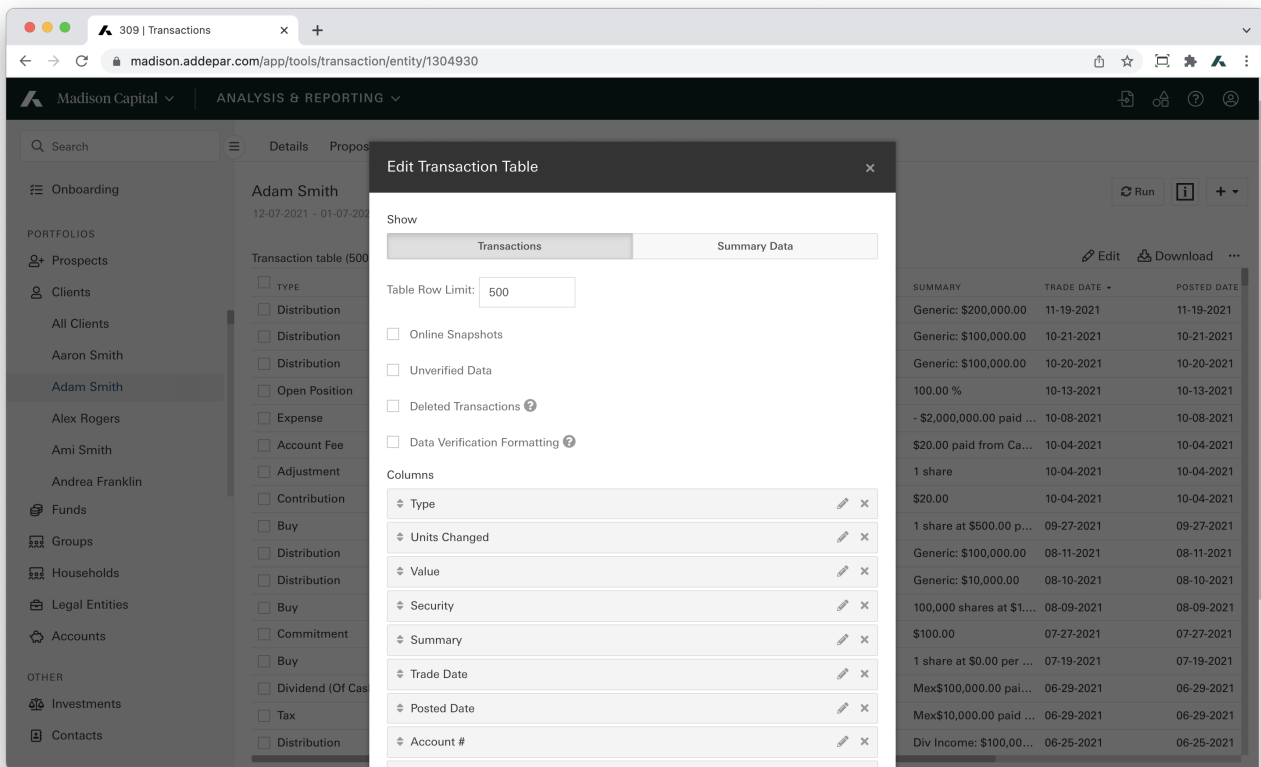 309 | Transactions
madison.addepar.com/app/tools/transaction/entity/1304930
Madison Capital
ANALYSIS & REPORTING
Search
Onboarding
PORTFOLIOS
Prospects
Clients
All Clients
Aaron Smith
Adam Smith
Alex Rogers
Ami Smith
Andrea Franklin
Funds
Groups
Households
Legal Entities
Accounts
OTHER
Investments
Contacts
Details Propos
Adam Smith
12-07-2021 - 01-07-202
Run
Transaction table (500
Edit Download ...
TYPE SUMMARY TRADE DATE POSTED DATE
Distribution Generic: $200,000.00 11-19-2021 11-19-2021
Distribution Generic: $100,000.00 10-21-2021 10-21-2021
Distribution Generic: $100,000.00 10-20-2021 10-20-2021
Open Position 100.00 % 10-13-2021 10-13-2021
Expense - $2,000,000.00 paid ... 10-08-2021 10-08-2021
Account Fee $20.00 paid from Ca... 10-04-2021 10-04-2021
Adjustment 1 share 10-04-2021 10-04-2021
Contribution $20.00 10-04-2021 10-04-2021
Buy 1 share at $500.00 p... 09-27-2021 09-27-2021
Distribution Generic: $100,000.00 08-11-2021 08-11-2021
Distribution Generic: $10,000.00 08-10-2021 08-10-2021
Buy 100,000 shares at $1.... 08-09-2021 08-09-2021
Commitment $100.00 07-27-2021 07-27-2021
Buy 1 share at $0.00 per ... 07-19-2021 07-19-2021
Dividend (Of Cas Mex$100,000.00 pai... 06-29-2021 06-29-2021
Tax Mex$10,000.00 paid ... 06-29-2021 06-29-2021
Distribution Div Income: $100,00... 06-25-2021 06-25-2021
Edit Transaction Table
Show
Transactions
Summary Data
Table Row Limit: 500
Online Snapshots
Unverified Data
Deleted Transactions ?
Data Verification Formatting ?
Columns
Type
Units Changed
Value
Security
Summary
Trade Date
Posted Date
Account #